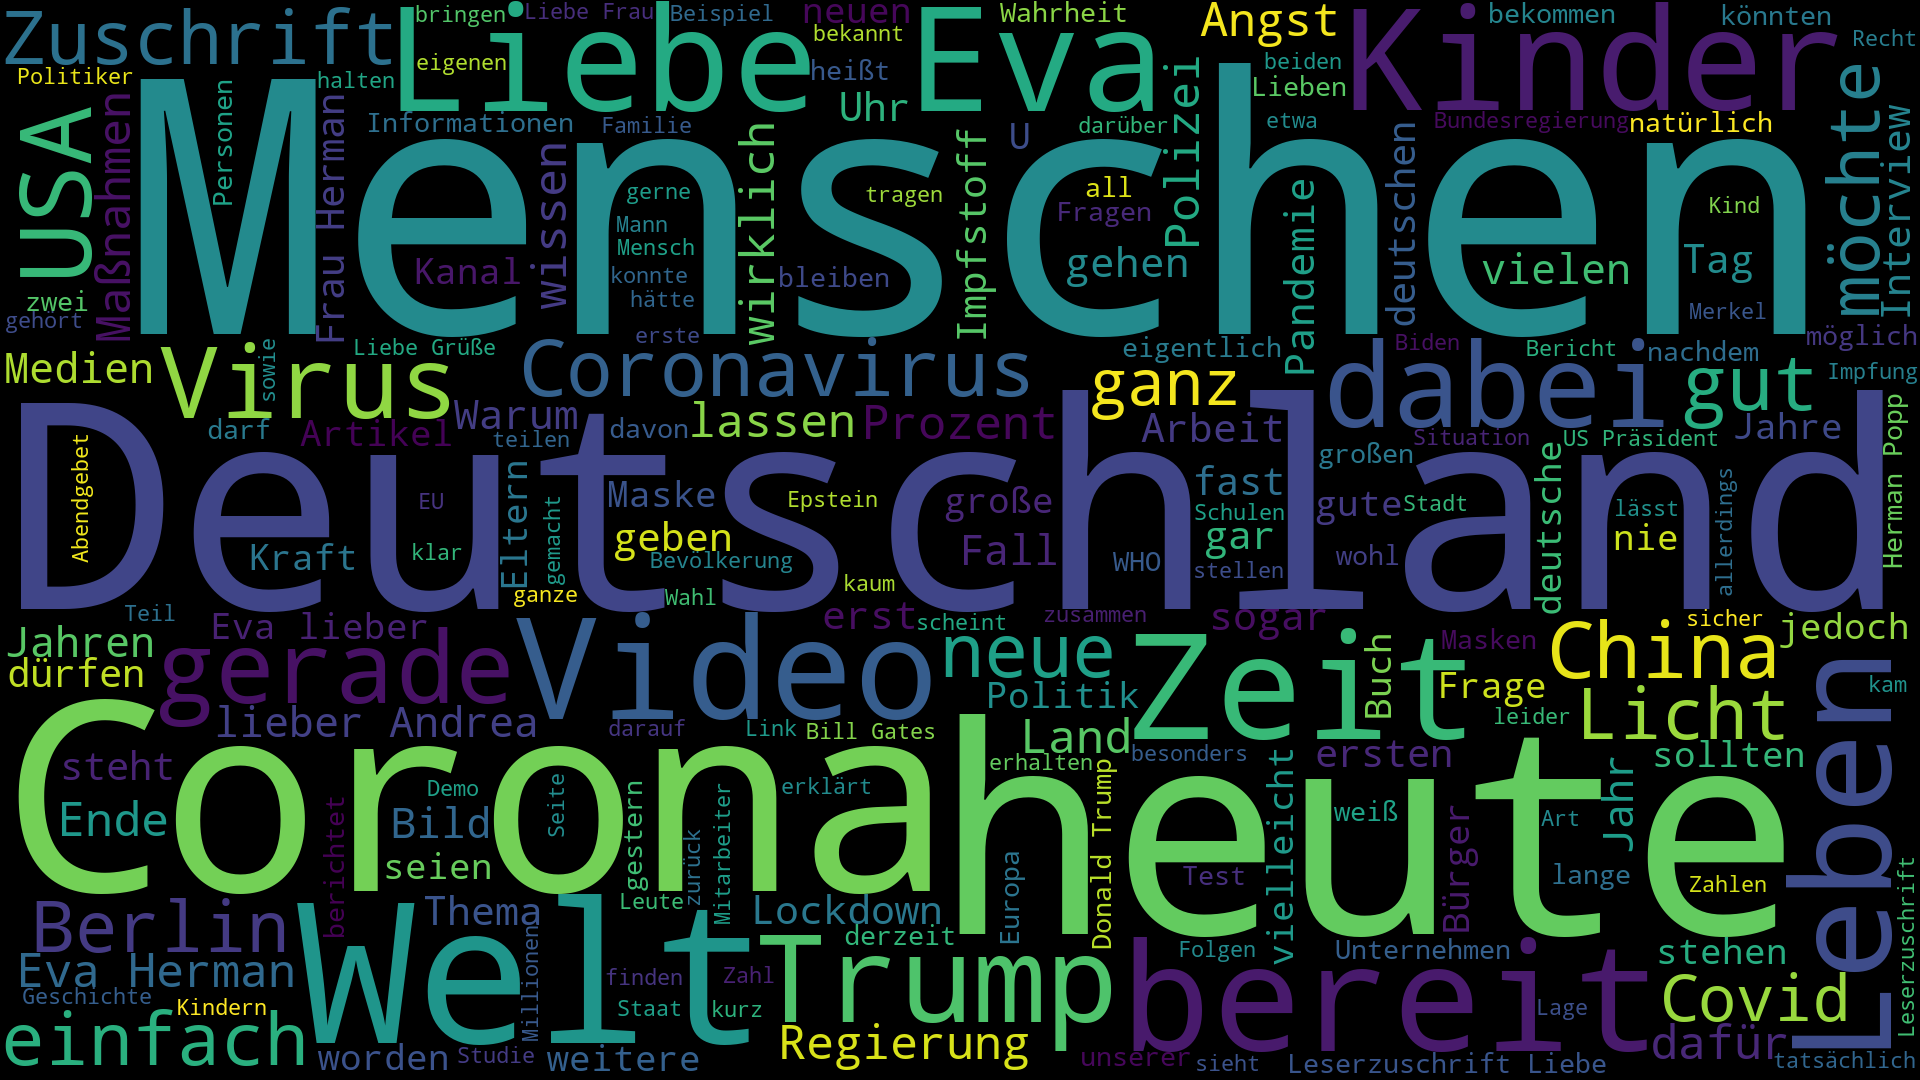 Zuschrift
Liebe
Eva
Kinder
bringen
Liebe Frau
Beispiel
neuen
bekannt
Wahrheit
Angst
bekommen
könnten
Recht
Politiker
halten
eigenen
heißt
Uhr
beiden
Lieben
USA
Maßnahmen
Personen
Frau Herman
Menschen
Informationen
Familie
wissen
wirklich
U
darüber
Polizei
etwa
Bundesregierung
natürlich
möchte
Interview
gerne
Mann
Mensch
konnte
hätte
erste
tragen
Impfstoff
all
Fragen
gehen
Pandemie
deutschen
Kind
vielen
Tag
Merkel
Kanal
bleiben
zwei
gehört
möglich
Medien
Virus
sowie
Liebe Grüße
Coronavirus
eigentlich
ganz
Biden
Bericht
nachdem
dabei
gut
Impfung
darf
Artikel
Warum
teilen
davon
lassen
Prozent
Arbeit
Situation
US Präsident
Jahre
großen
Herman Popp
Deutschland
Abendgebet
EU
Eltern
gemacht
Maske
Epstein
große
fast
Schulen
gute
Stadt
deutsche
lässt
allerdings
Kraft
klar
geben
Bevölkerung
Fall
gar
WHO
stellen
wohl
nie
ganze
Wahl
kaum
Teil
Eva lieber
erst
scheint
zusammen
sogar
sicher
jedoch
Jahren
dürfen
gerade
Video
neue
Zeit
Buch
Masken
China
Politik
Frage
kam
lieber Andrea
darauf
Link
Bill Gates
Land
leider
Licht
Leben
steht
Corona
heute
erhalten
besonders
ersten
sollten
Ende
berichtet
Demo
Bild
seien
Seite
gestern
zurück
Mitarbeiter
erklärt
Donald Trump
vielleicht
weiß
Art
Jahr
Europa
Test
Bürger
lange
Zahlen
Leserzuschrift
Berlin
Welt
Thema
Leute
Lockdown
derzeit
Folgen
Unternehmen
stehen
Eva Herman
Millionen
finden
Zahl
Trump
bereit
Covid
Geschichte
Kindern
Staat
kurz
Lage
einfach
worden
Studie
weitere
Regierung
unserer
sieht
Leserzuschrift Liebe
dafür
tatsächlich